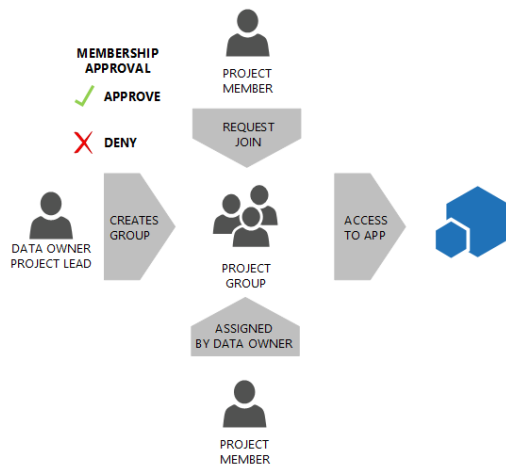 MEMBERSHIP
APPROVAL
APPROVE
DENY
PROJECT
MEMBER
REQUEST
JOIN
DATA OWNER
PROJECT LEAD
CREATES
GROUP
PROJECT
GROUP
ACCESS
TO APP
ASSIGNED
BY DATA OWNER
PROJECT
MEMBER